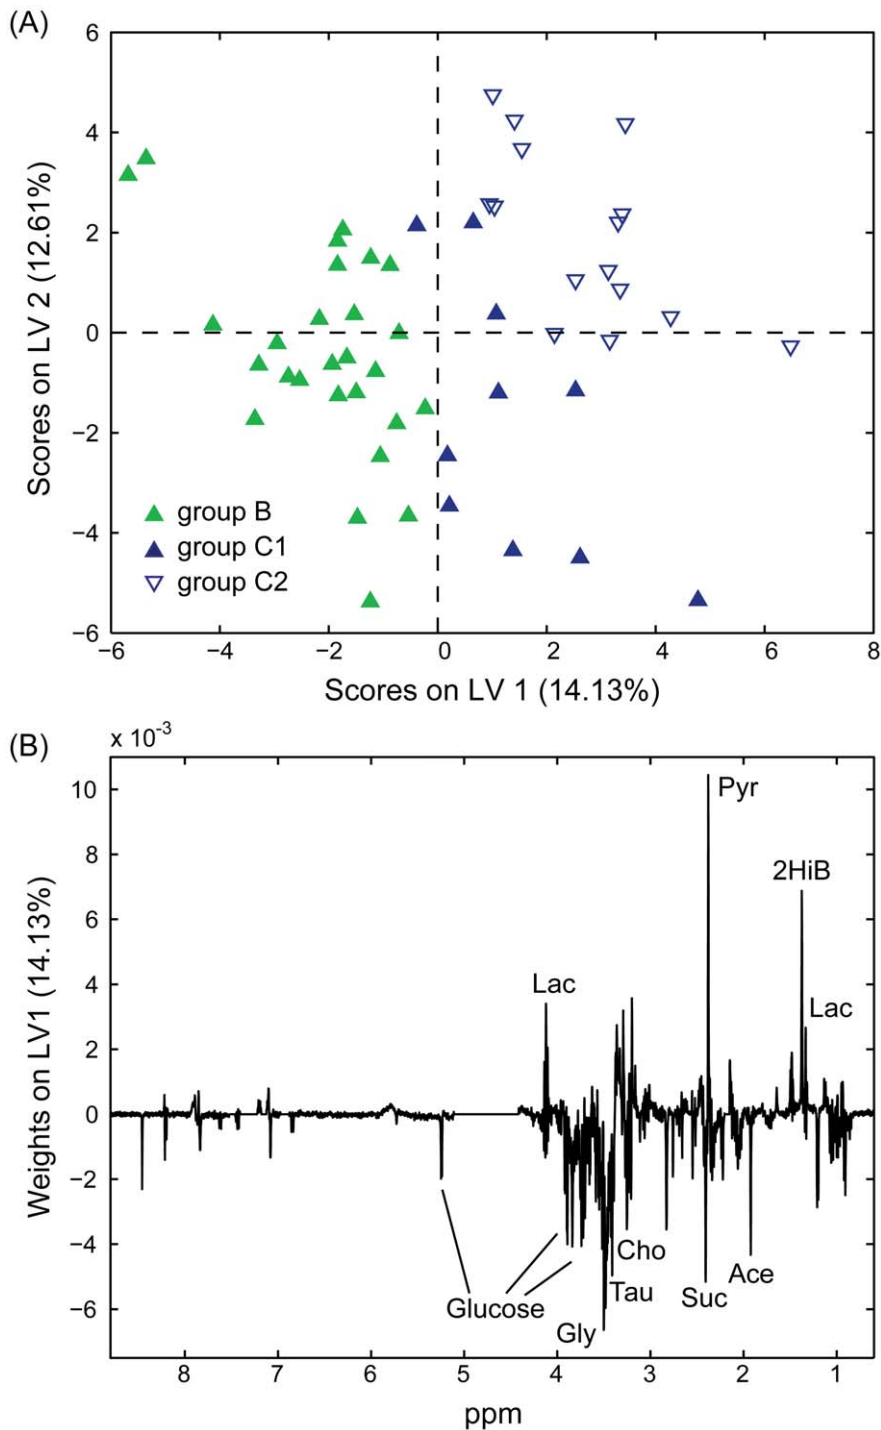 (A)
6
4
2
0
−2
−4
−6
Scores on LV 2 (12.61%)
group B
group C1
group C2
−6 −4 −2 0 2 4 6 8
Scores on LV 1 (14.13%)
(B)
x 10⁻³
10
8
6
4
2
0
−2
−4
−6
Weights on LV1 (14.13%)
Pyr
2HiB
Lac
Lac
Glucose
Gly
Tau
Cho
Suc
Ace
8 7 6 5 4 3 2 1
ppm